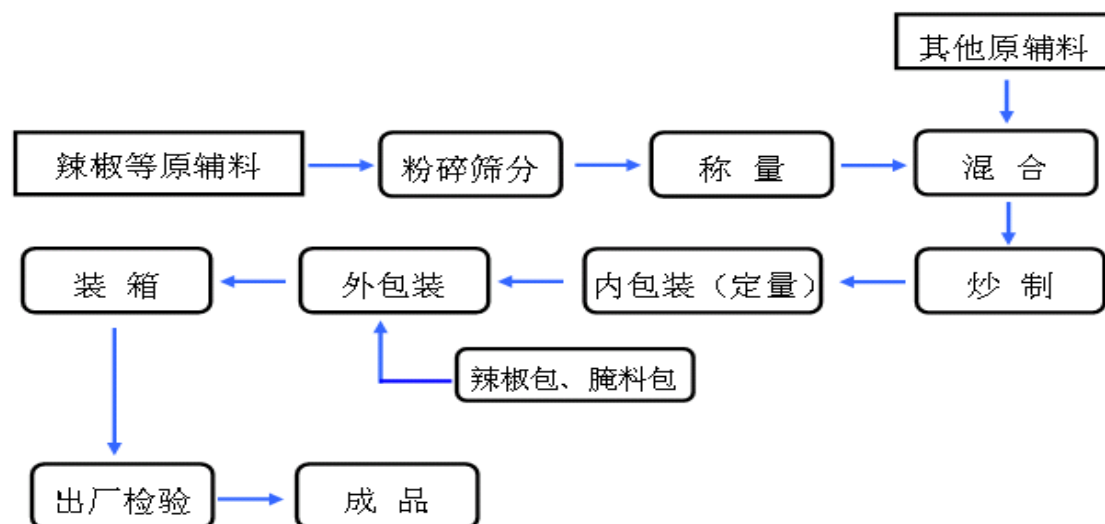 其他原辅料
辣椒等原辅料
粉碎筛分
称 量
混 合
装 箱
外包装
内包装（定量）
炒 制
辣椒包、腌料包
出厂检验
成 品